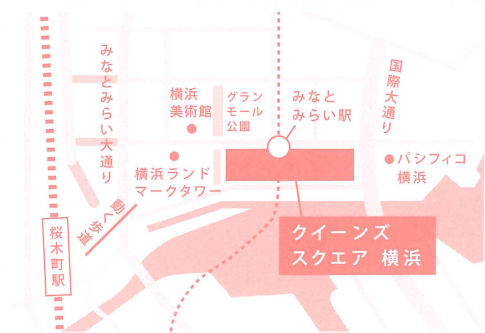 みなとみらい大通り
横浜
美術館
グラン
モール
公園
みなと
みらい駅
国際大通り
横浜ランド
マークタワー
パシフィコ
横浜
動く歩道
桜木町駅
クイーンズ
スクエア 横浜